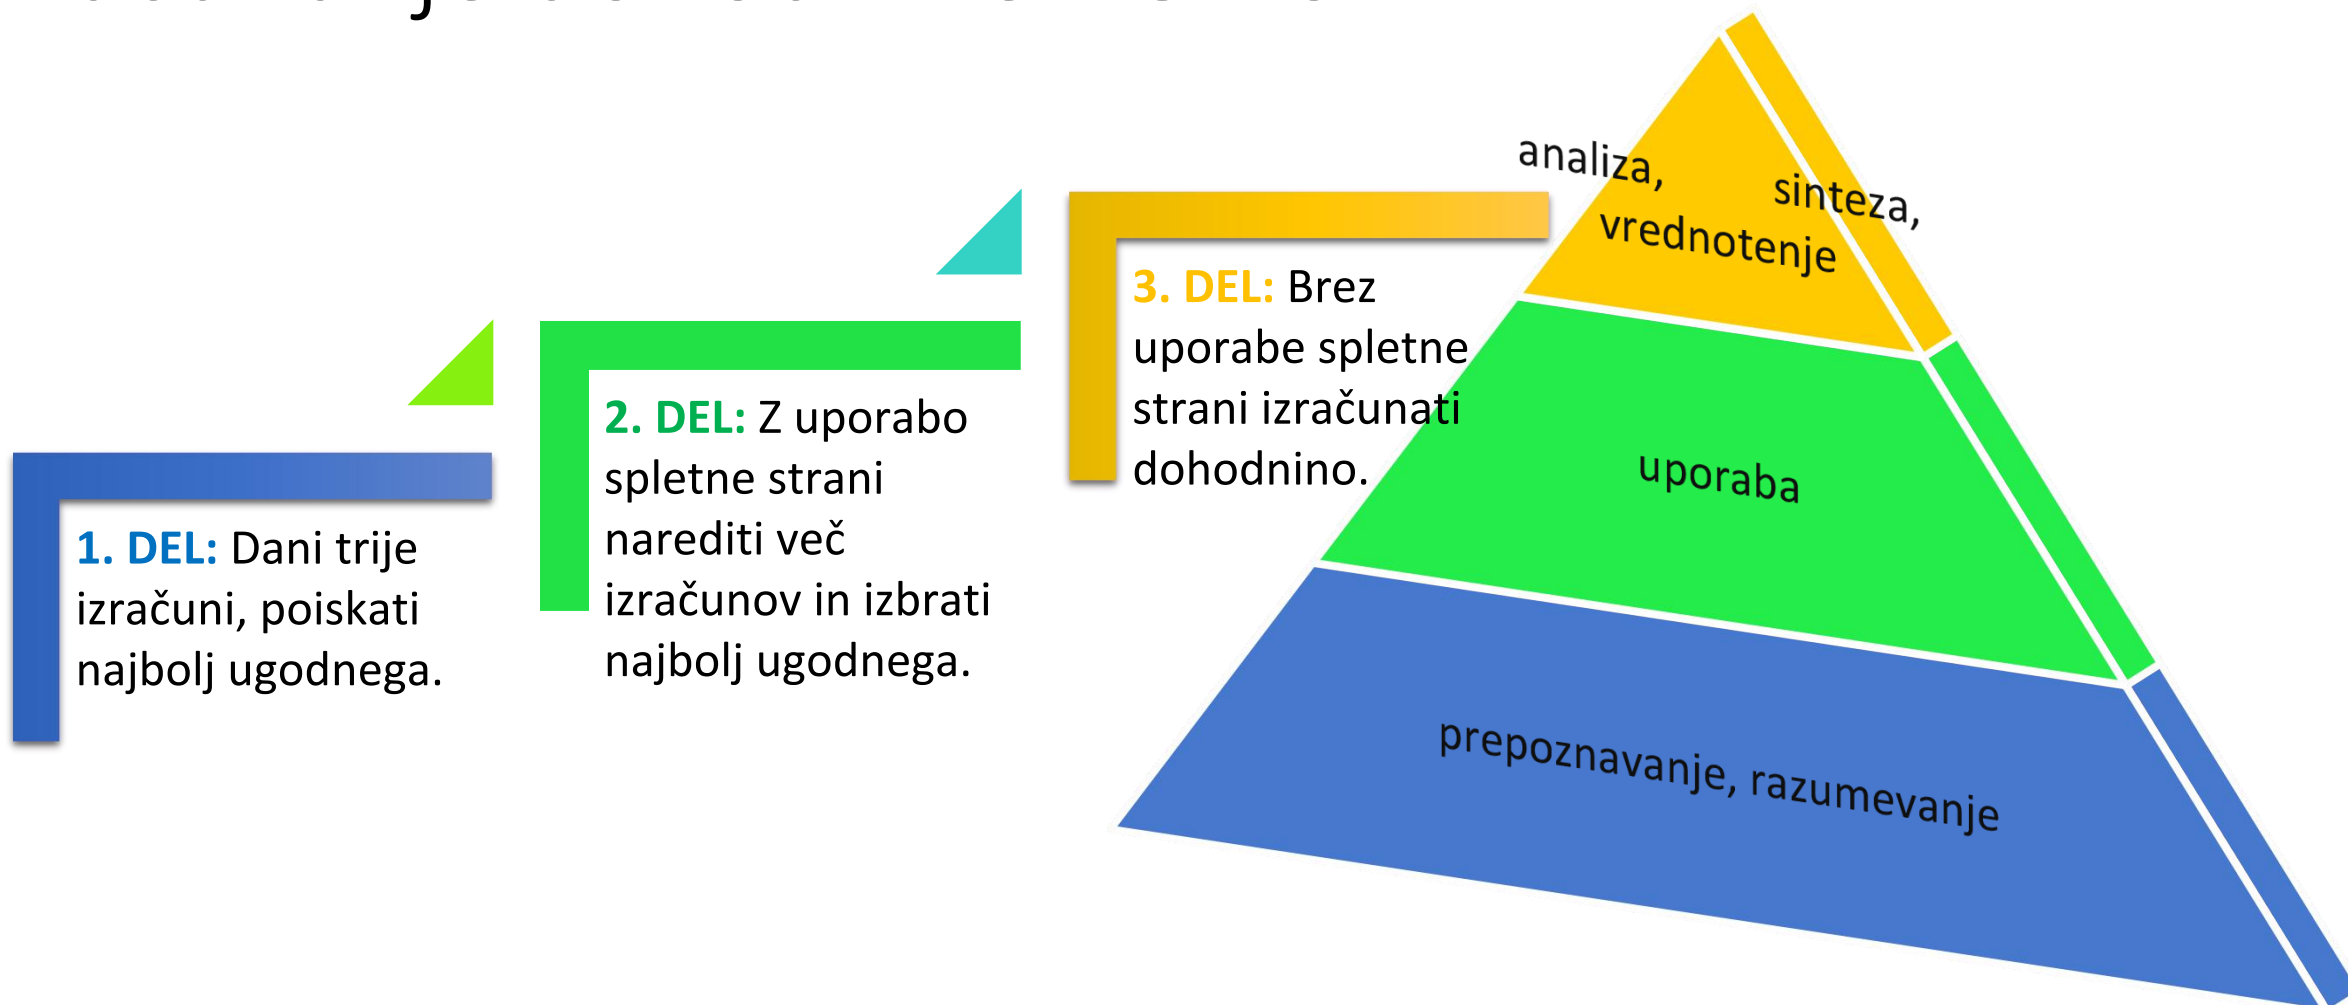 1. DEL: Dani trije
izračuni, poiskati
najbolj ugodnega.
2. DEL: Z uporabo
spletne strani
narediti več
izračunov in izbrati
najbolj ugodnega.
3. DEL: Brez
uporabe spletne
strani izračunati
dohodnino.
analiza, sinteza,
vrednotenje
uporaba
prepoznavanje, razumevanje